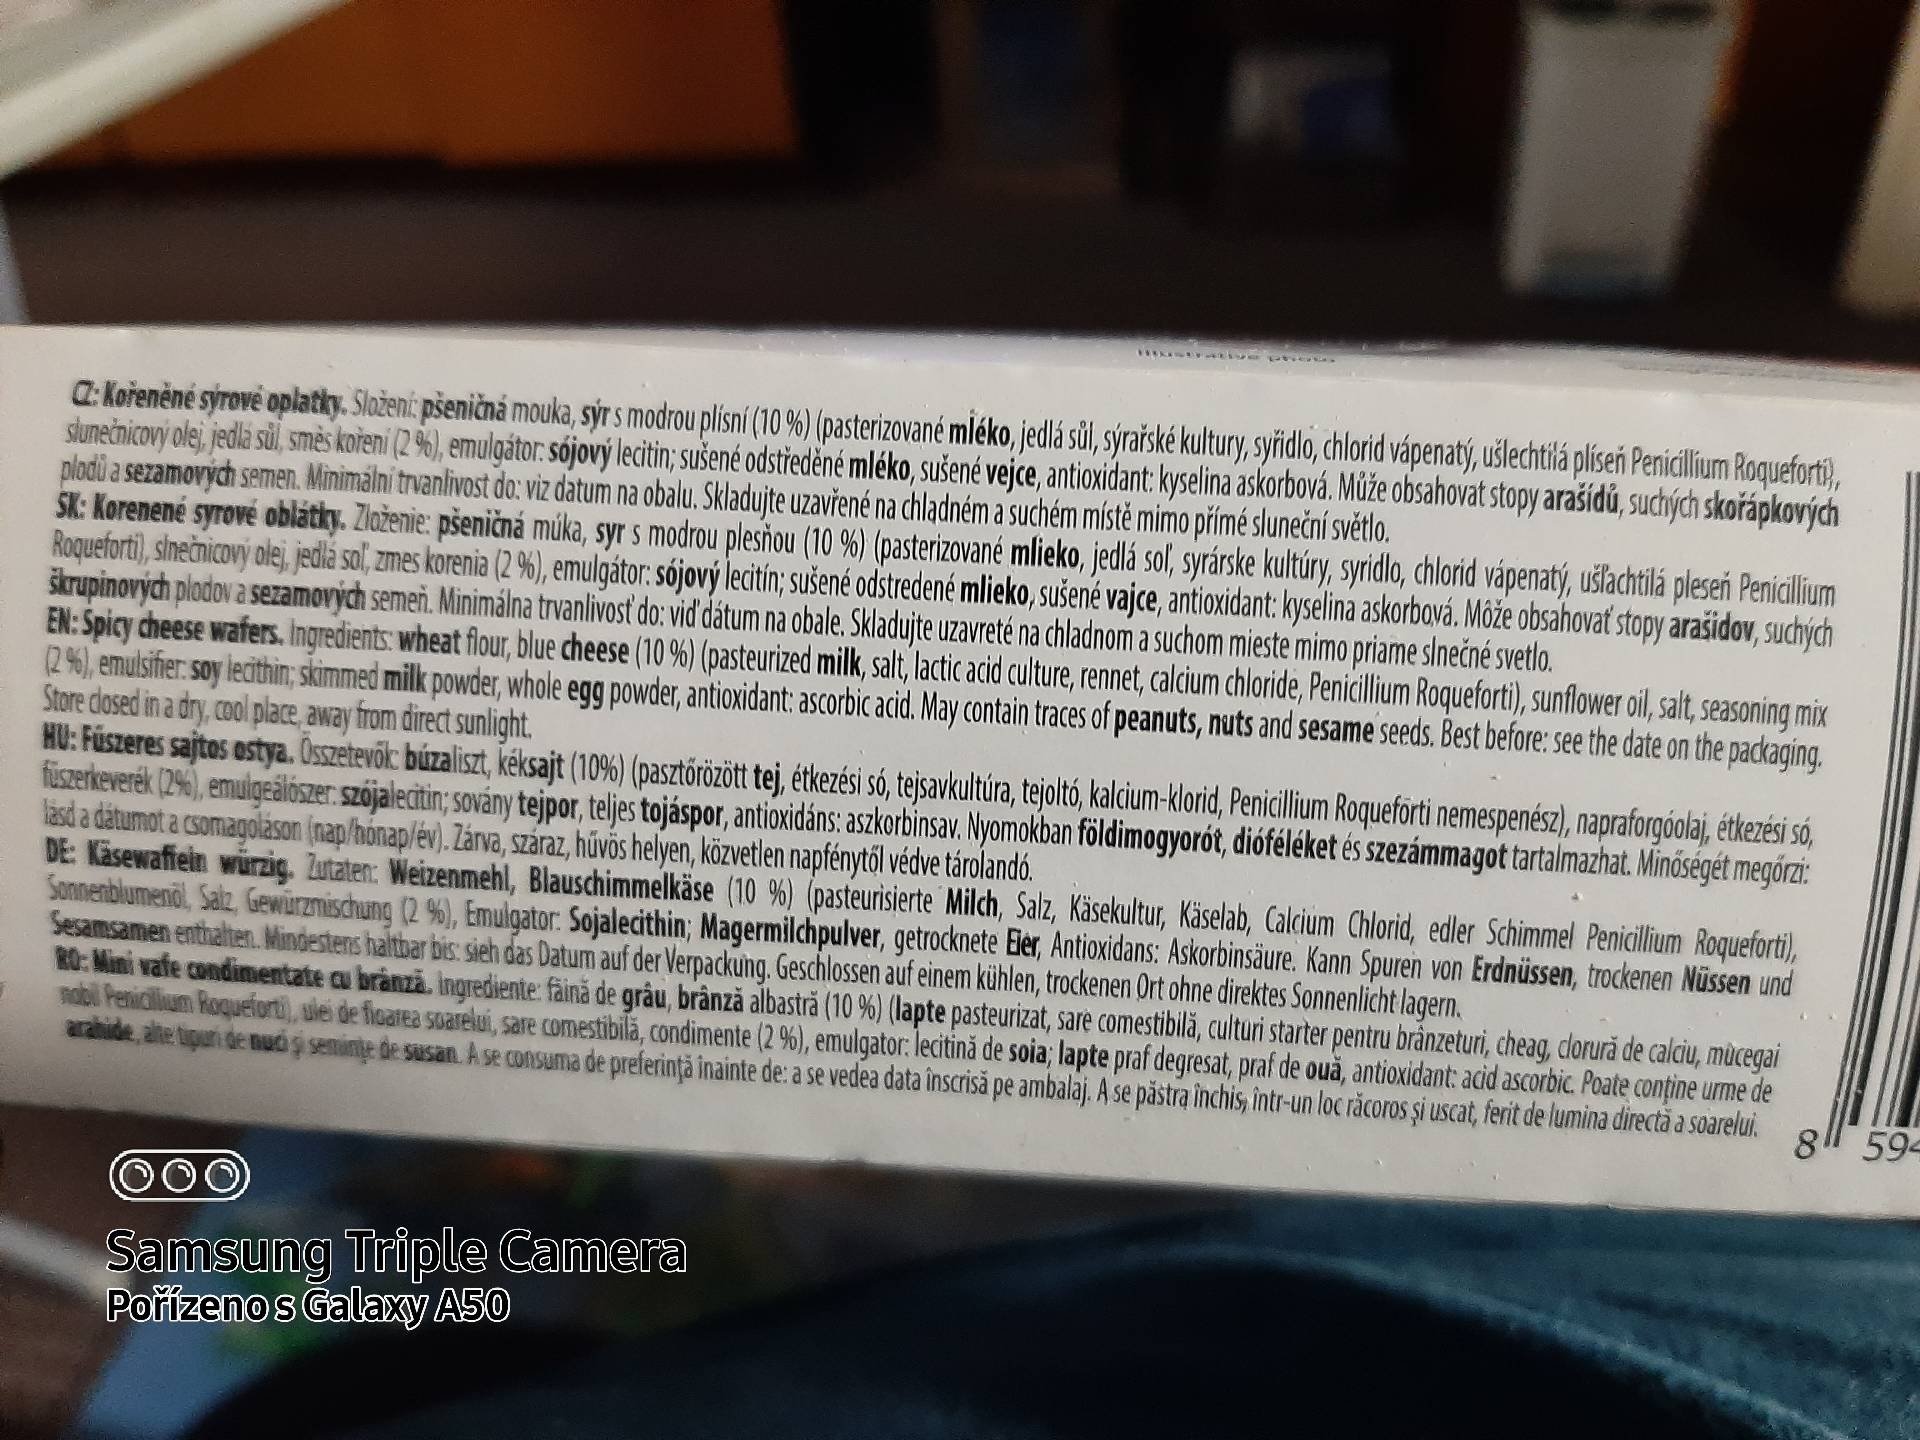 Illustrative photo
CZ: Kořeněné sýrové oplatky. Složení: pšeničná mouka, sýr s modrou plísní (10 %) (pasterizované mléko, jedlá sůl, sýrařské kultury, syřidlo, chlorid vápenatý, ušlechtilá plíseň Penicillium Roqueforti),
slunečnicový olej, jedlá sůl, směs koření (2 %), emulgátor: sójový lecitin; sušené odstředěné mléko, sušené vejce, antioxidant: kyselina askorbová. Může obsahovat stopy arašídů, suchých skořápkových
plodů a sezamových semen. Minimální trvanlivost do: viz datum na obalu. Skladujte uzavřené na chladném a suchém místě mimo přímé sluneční světlo.
SK: Korenené syrové oblátky. Zloženie: pšeničná múka, syr s modrou plesňou (10 %) (pasterizované mlieko, jedlá soľ, syrárske kultúry, syridlo, chlorid vápenatý, ušľachtilá pleseň Penicillium
Roqueforti), slnečnicový olej, jedlá soľ, zmes korenia (2 %), emulgátor: sójový lecitín; sušené odstredené mlieko, sušené vajce, antioxidant: kyselina askorbová. Môže obsahovať stopy arašidov, suchých
škrupinových plodov a sezamových semeň. Minimálna trvanlivosť do: viď dátum na obale. Skladujte uzavreté na chladnom a suchom mieste mimo priame slnečné svetlo.
EN: Spicy cheese wafers. Ingredients: wheat flour, blue cheese (10 %) (pasteurized milk, salt, lactic acid culture, rennet, calcium chloride, Penicillium Roqueforti), sunflower oil, salt, seasoning mix
(2 %), emulsifier: soy lecithin; skimmed milk powder, whole egg powder, antioxidant: ascorbic acid. May contain traces of peanuts, nuts and sesame seeds. Best before: see the date on the packaging.
Store closed in a dry, cool place, away from direct sunlight.
HU: Fűszeres sajtos ostya. Összetevők: búzaliszt, kéksajt (10%) (pasztőrözött tej, étkezési só, tejsavkultúra, tejoltó, kalcium-klorid, Penicillium Roqueforti nemespenész), napraforgóolaj, étkezési só,
fűszerkeverék (2%), emulgeálószer: szójalecitin; sovány tejpor, teljes tojáspor, antioxidáns: aszkorbinsav. Nyomokban földimogyorót, dióféléket és szezámmagot tartalmazhat. Minőségét megőrzi:
lásd a dátumot a csomagoláson (nap/hónap/év). Zárva, száraz, hűvös helyen, közvetlen napfénytől védve tárolandó.
DE: Käsewaffeln würzig. Zutaten: Weizenmehl, Blauschimmelkäse (10 %) (pasteurisierte Milch, Salz, Käsekultur, Käselab, Calcium Chlorid, edler Schimmel Penicillium Roqueforti),
Sonnenblumenöl, Salz, Gewürzmischung (2 %), Emulgator: Sojalecithin; Magermilchpulver, getrocknete Eier, Antioxidans: Askorbinsäure. Kann Spuren von Erdnüssen, trockenen Nüssen und
Sesamsamen enthalten. Mindestens haltbar bis: sieh das Datum auf der Verpackung. Geschlossen auf einem kühlen, trockenen Ort ohne direktes Sonnenlicht lagern.
RO: Mini vafe condimentate cu brânză. Ingrediente: făină de grâu, brânză albastră (10 %) (lapte pasteurizat, sare comestibilă, culturi starter pentru brânzeturi, cheag, clorură de calciu, mucegai
nobil Penicillium Roqueforti), ulei de floarea soarelui, sare comestibilă, condimente (2 %), emulgator: lecitină de soia; lapte praf degresat, praf de ouă, antioxidant: acid ascorbic. Poate conţine urme de
arahide, alte tipuri de nuci şi seminţe de susan. A se consuma de preferinţă înainte de: a se vedea data înscrisă pe ambalaj. A se păstra închis, într-un loc răcoros şi uscat, ferit de lumina directă a soarelui.
8 594
Samsung Triple Camera
Pořízeno s Galaxy A50